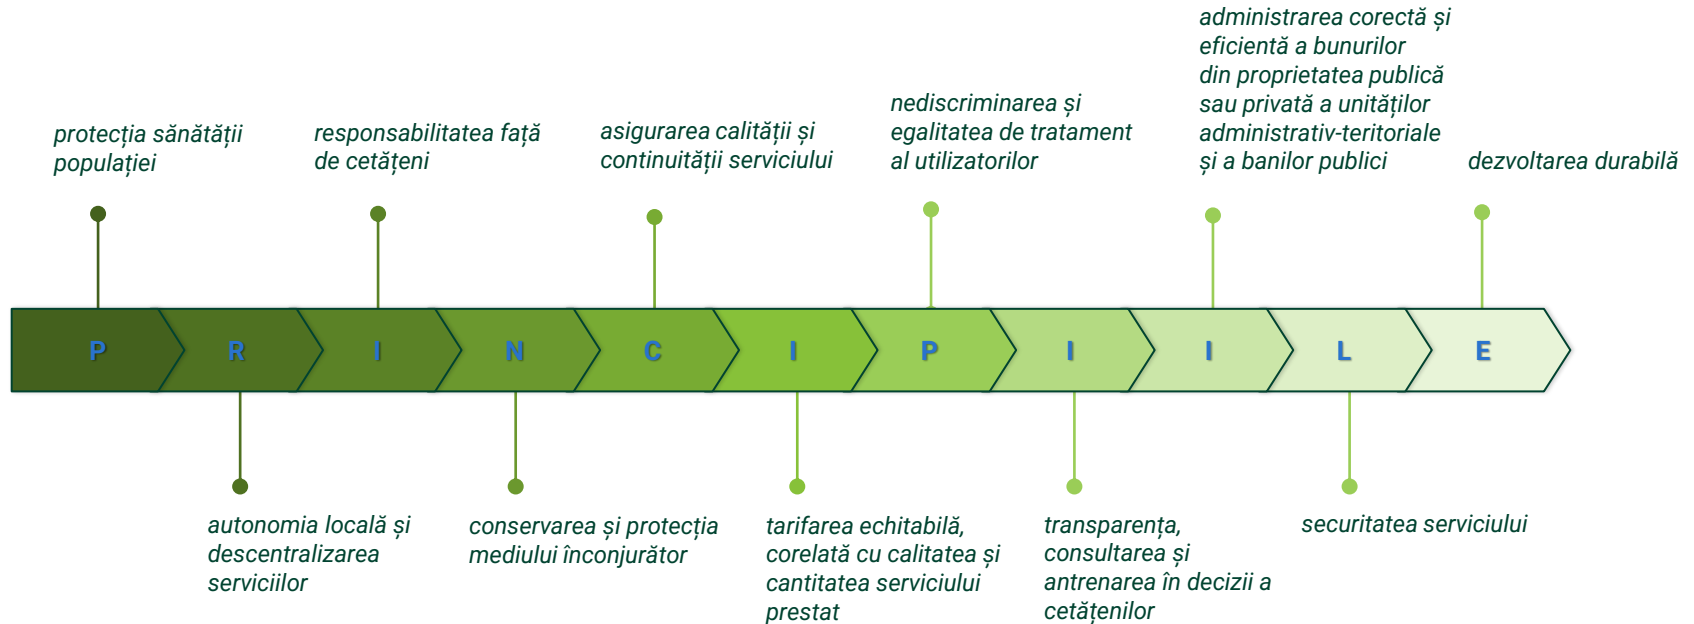 protecția sănătății
populației
responsabilitatea față
de cetățeni
asigurarea calității și
continuității serviciului
nediscriminarea și
egalitatea de tratament
al utilizatorilor
administrarea corectă și
eficientă a bunurilor
din proprietatea publică
sau privată a unităților
administrativ-teritoriale
și a banilor publici
dezvoltarea durabilă
P R I N C I P I I L E
autonomia locală și
descentralizarea
serviciilor
conservarea și protecția
mediului înconjurător
tarifarea echitabilă,
corelată cu calitatea și
cantitatea serviciului
prestat
transparența,
consultarea și
antrenarea în decizii a
cetățenilor
securitatea serviciului